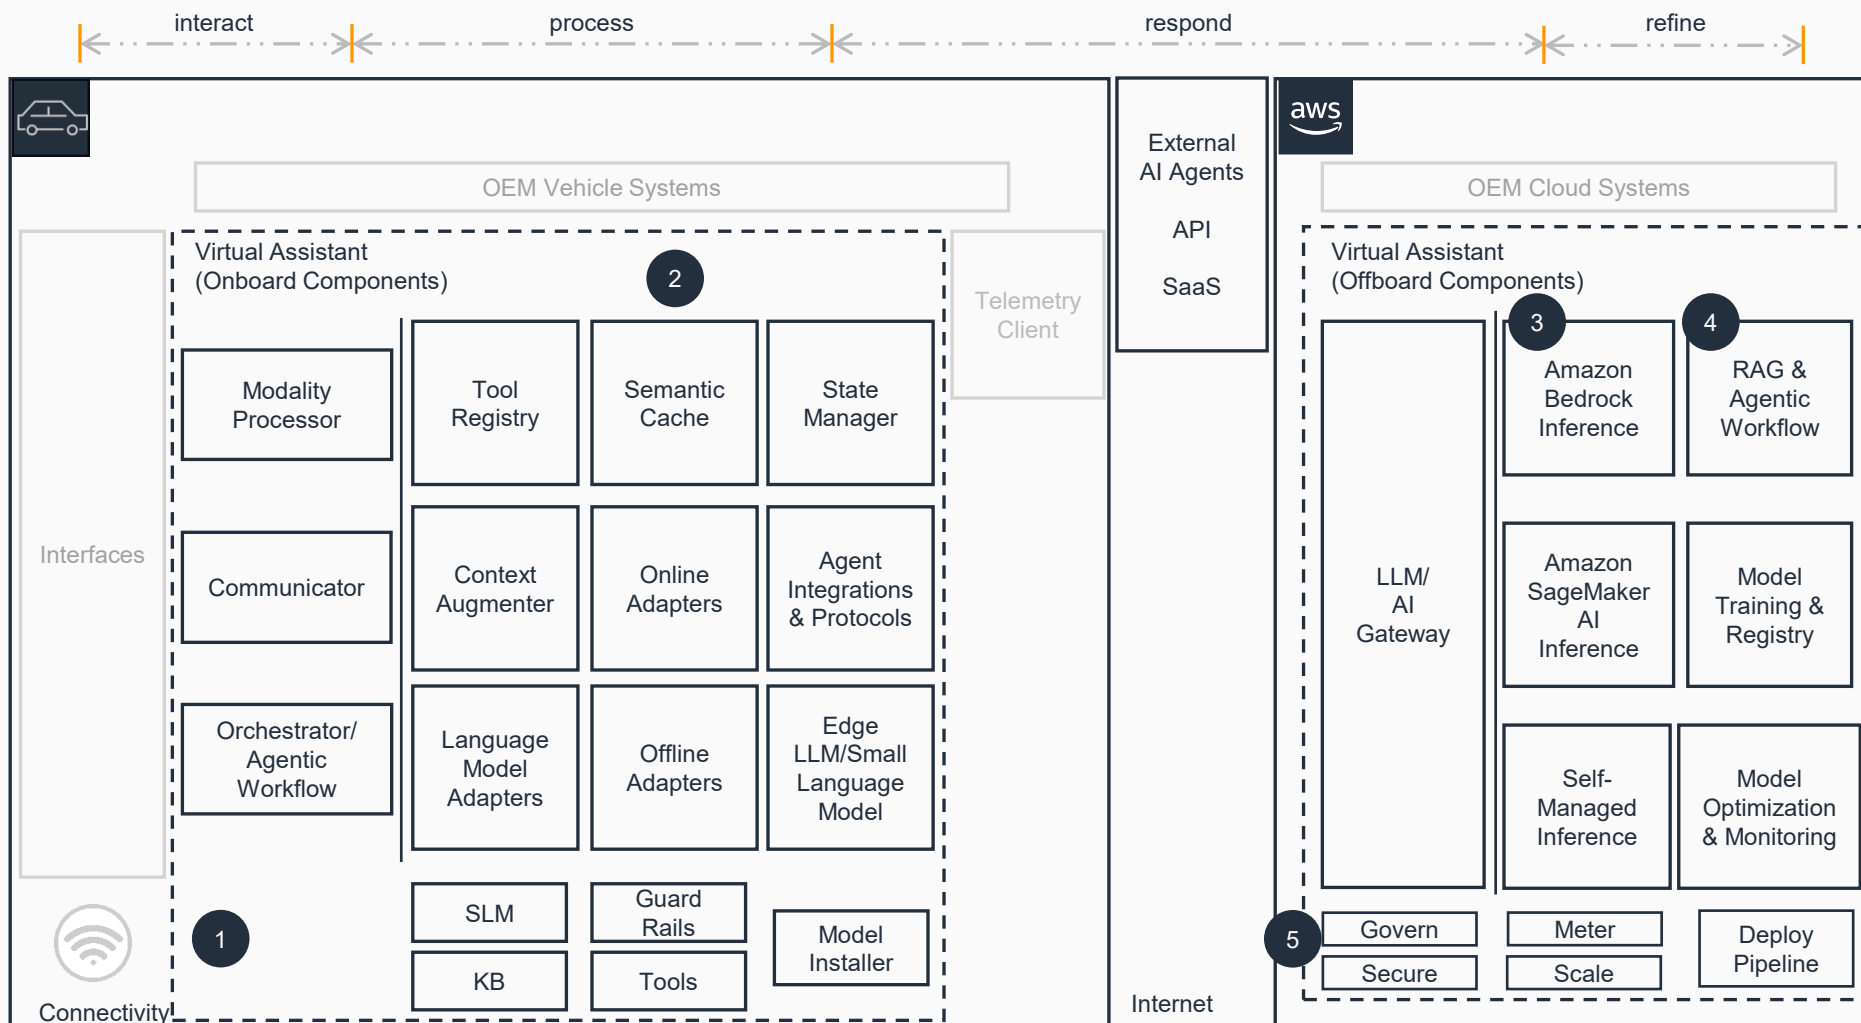 interact
process
respond
refine
aws
OEM Vehicle Systems
External
AI Agents
API
SaaS
OEM Cloud Systems
Interfaces
Connectivity
Virtual Assistant
(Onboard Components)
2
Telemetry
Client
Modality
Processor
Tool
Registry
Semantic
Cache
State
Manager
Communicator
Context
Augmenter
Online
Adapters
Agent
Integrations
& Protocols
Orchestrator/
Agentic
Workflow
Language
Model
Adapters
Offline
Adapters
Edge
LLM/Small
Language
Model
1
SLM
Guard
Rails
KB
Tools
Model
Installer
Internet
Virtual Assistant
(Offboard Components)
3
4
LLM/
AI
Gateway
Amazon
Bedrock
Inference
RAG &
Agentic
Workflow
Amazon
SageMaker
AI
Inference
Model
Training &
Registry
Self-
Managed
Inference
Model
Optimization
& Monitoring
5
Govern
Meter
Secure
Scale
Deploy
Pipeline